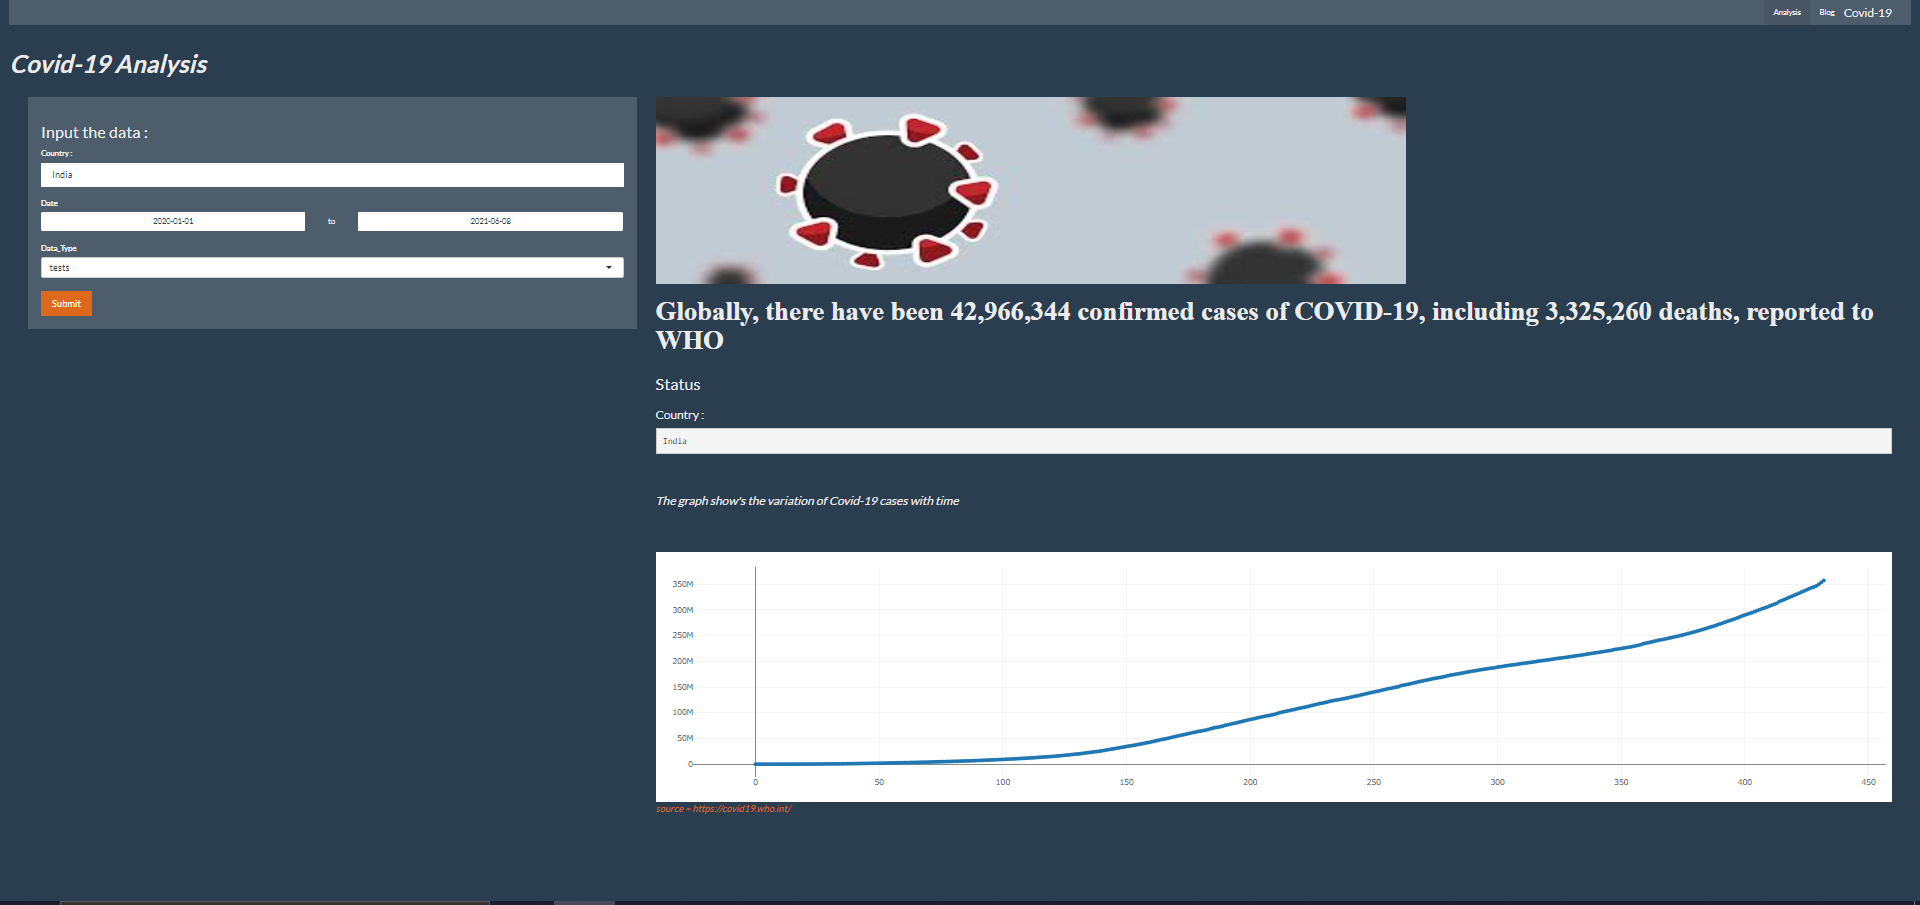 Analysis Blog Covid-19
Covid-19 Analysis
Input the data :
Country :
India
Date
2020-01-01 to 2021-06-08
Data_Type
tests
Submit
Globally, there have been 42,966,344 confirmed cases of COVID-19, including 3,325,260 deaths, reported to
WHO
Status
Country :
India
The graph show's the variation of Covid-19 cases with time
350M
300M
250M
200M
150M
100M
50M
0
0 50 100 150 200 250 300 350 400 450
source ~ https://covid19.who.int/